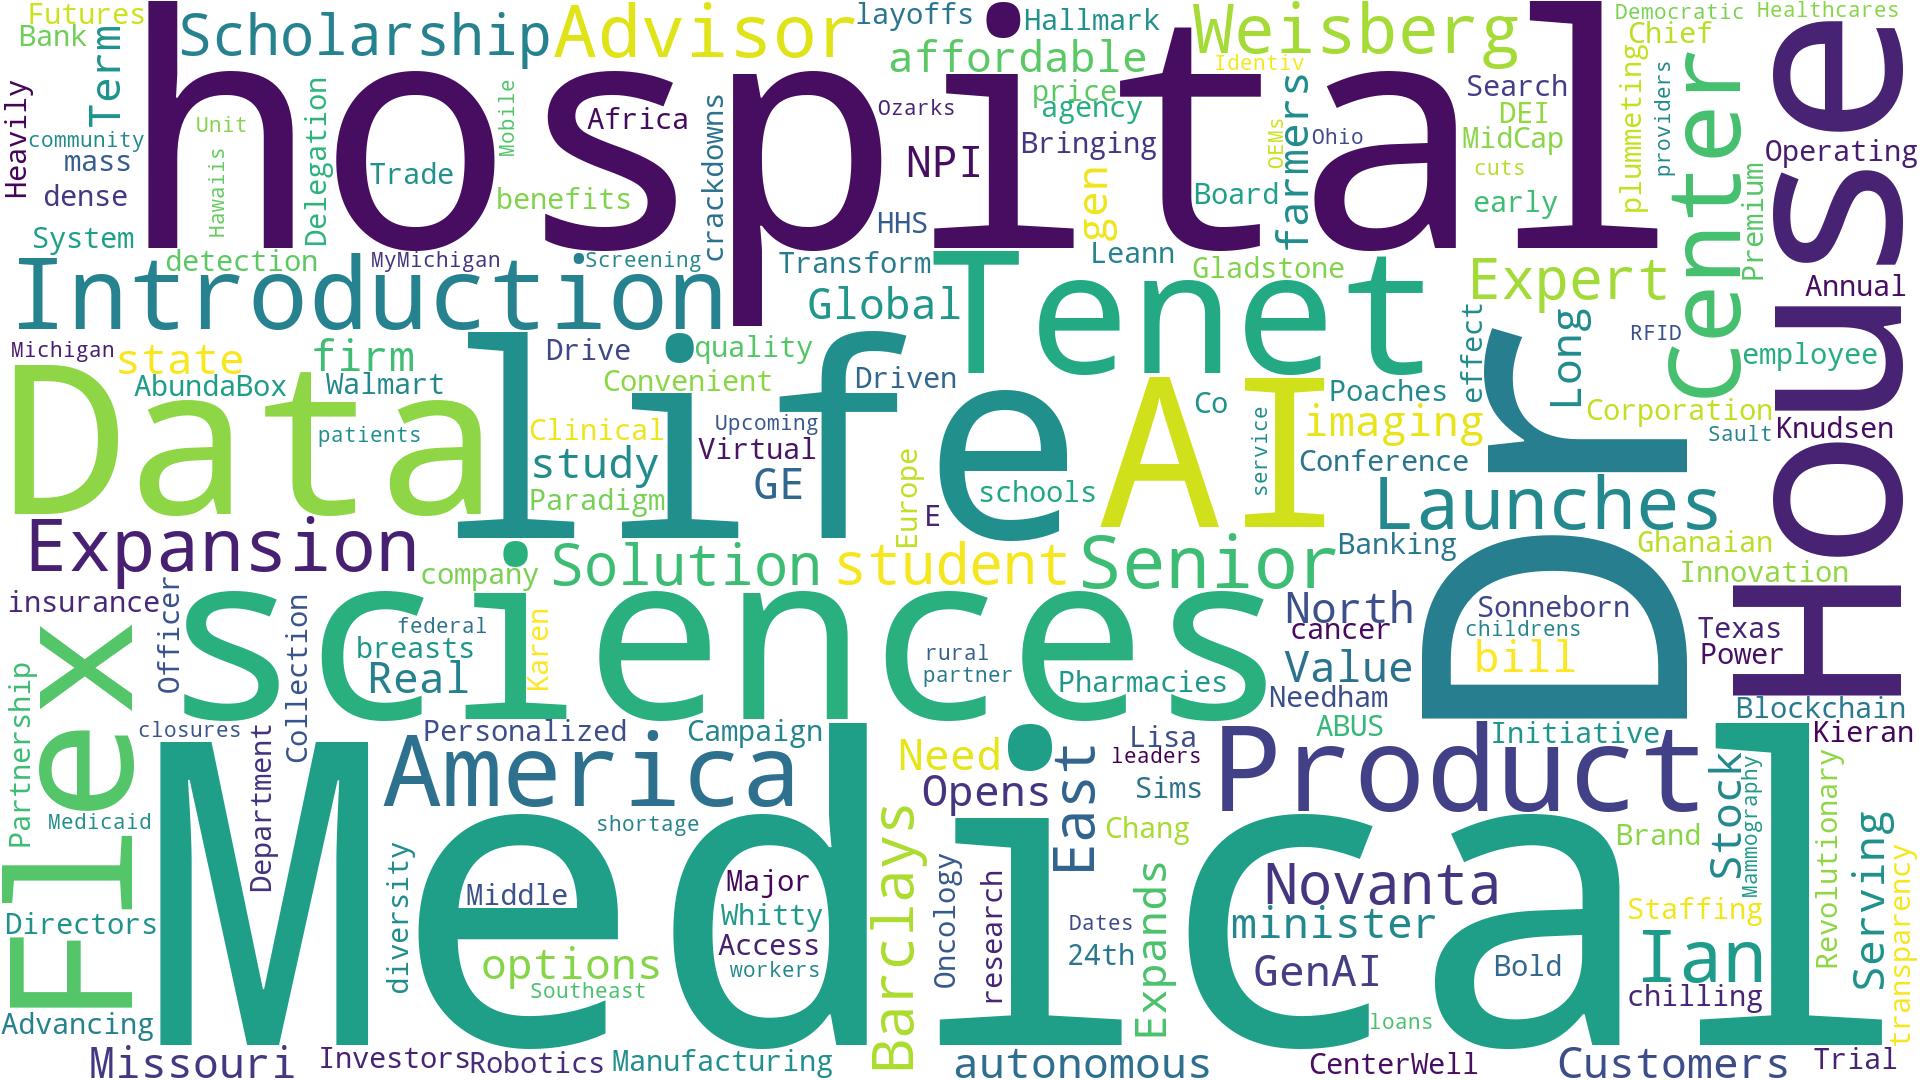 Futures
Bank
Term
Scholarship
Advisor
layoffs
Hallmark
Weisberg
Democratic
Healthcares
Chief
hospital
affordable
Identiv
price
agency
Search
DEI
MidCap
cuts
early
plummeting
providers
Center
Premium
House
Operating
Heavily
community
mass
dense
System
Unit
Hawaiis
Delegation
Trade
Mobile
benefits
Africa
crackdowns
Ozarks
NPI
HHS
Bringing
gen
OEMs
farmers
Ohio
Board
detection
MyMichigan
Screening
Transform
Leann
Gladstone
Expert
Annual
Introduction
Global
Tenet
effect
Long
RFID
employee
Michigan
state
firm
AbundaBox
Walmart
Drive
quality
Convenient
Driven
Poaches
Co
imaging
Corporation
Sault
Knudsen
Data
patients
life
Clinical
study
Paradigm
Upcoming
Virtual
GE
Europe
E
schools
AI
service
Conference
Dr
Launches
Expansion
company
Solution
student
Senior
Banking
Ghanaian
Innovation
insurance
Officer
Collection
sciences
federal
breasts
Real
Karen
rural
partner
Pharmacies
North
cancer
Value
Needham
Sonneborn
childrens
bill
Texas
Power
Blockchain
Flex
Partnership
closures
Department
Personalized
Campaign
Need
Opens
East
Lisa
leaders
Sims
ABUS
Initiative
Kieran
Medicaid
America
shortage
Product
Stock
Mammography
Revolutionary
Serving
transparency
Medical
Chang
Brand
diversity
Middle
Major
Whitty
Access
workers
Barclays
Oncology
research
Dates
24th
Expands
Novanta
minister
GenAI
Bold
Staffing
Ian
chilling
Directors
options
Southeast
loans
Advancing
Missouri
Investors
Robotics
Manufacturing
autonomous
CenterWell
Customers
Trial